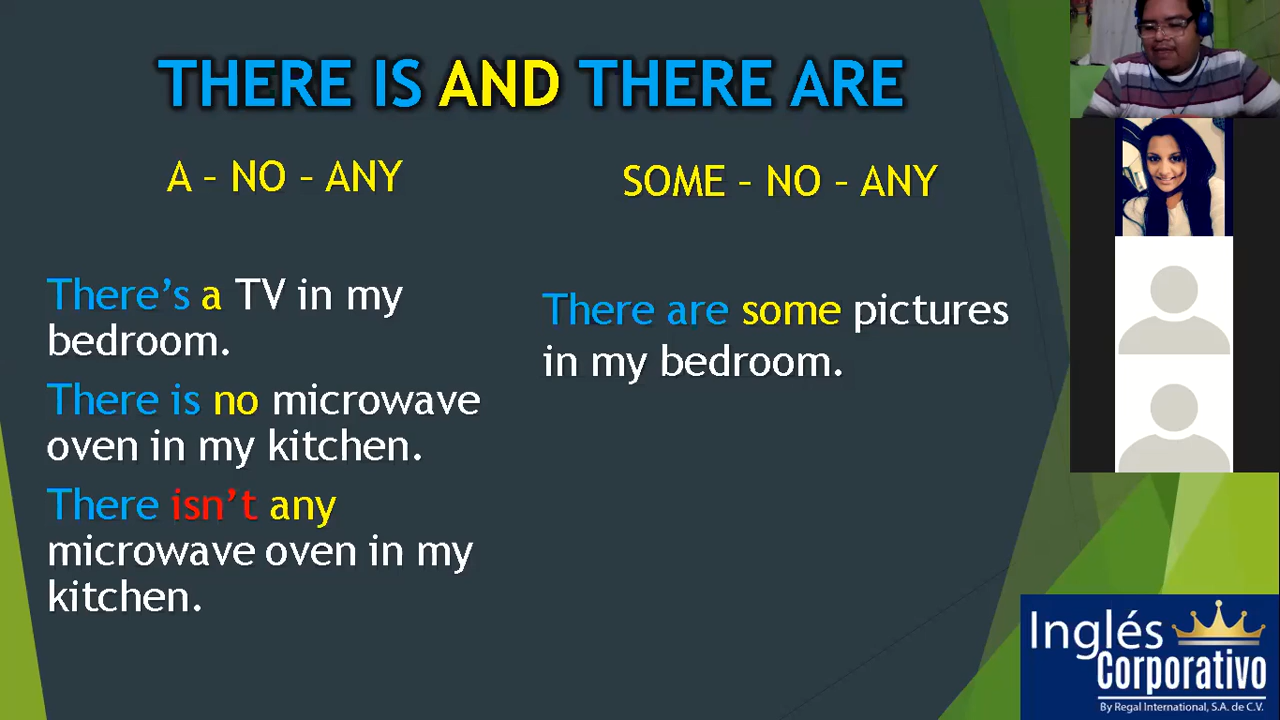 THERE IS AND THERE ARE
A – NO – ANY
There’s a TV in my
bedroom.
There is no microwave
oven in my kitchen.
There isn’t any
microwave oven in my
kitchen.
SOME – NO – ANY
There are some pictures
in my bedroom.
Inglés
Corporativo
By Regal International, S.A. de C.V.